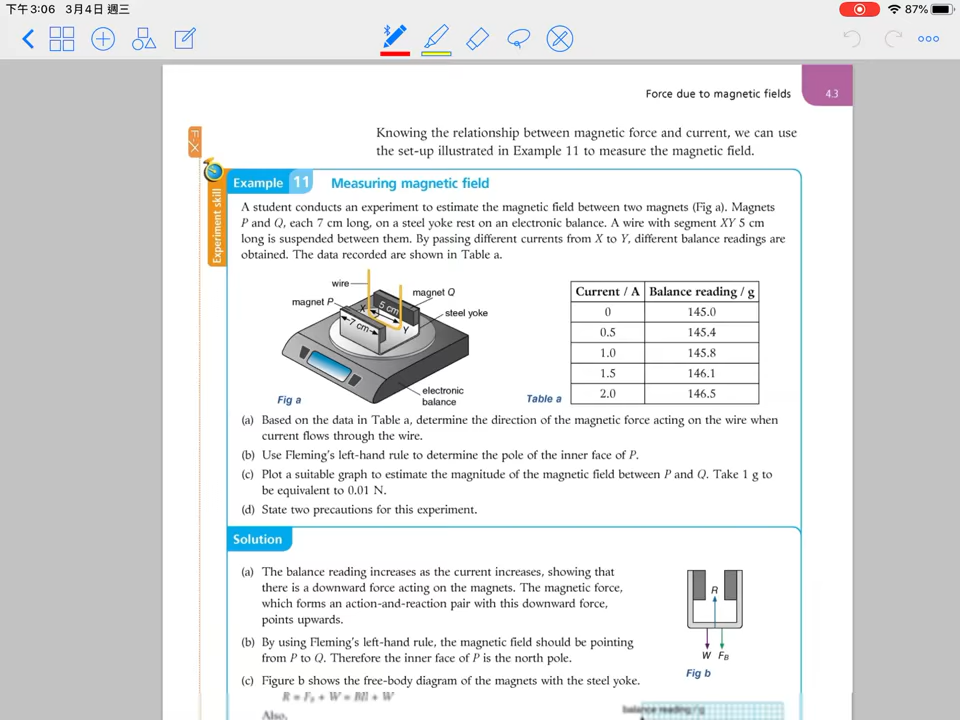 下午3:06 3月4日 週三
87%
Force due to magnetic fields
4.3
Knowing the relationship between magnetic force and current, we can use
the set-up illustrated in Example 11 to measure the magnetic field.
Experiment skill
Example 11 Measuring magnetic field
A student conducts an experiment to estimate the magnetic field between two magnets (Fig a). Magnets
P and Q, each 7 cm long, on a steel yoke rest on an electronic balance. A wire with segment XY 5 cm
long is suspended between them. By passing different currents from X to Y, different balance readings are
obtained. The data recorded are shown in Table a.
wire
magnet Q
magnet P
X
5 cm
steel yoke
7 cm
Y
electronic
balance
Fig a
Table a
Current / A Balance reading / g
0 145.0
0.5 145.4
1.0 145.8
1.5 146.1
2.0 146.5
(a) Based on the data in Table a, determine the direction of the magnetic force acting on the wire when
current flows through the wire.
(b) Use Fleming's left-hand rule to determine the pole of the inner face of P.
(c) Plot a suitable graph to estimate the magnitude of the magnetic field between P and Q. Take 1 g to
be equivalent to 0.01 N.
(d) State two precautions for this experiment.
Solution
(a) The balance reading increases as the current increases, showing that
there is a downward force acting on the magnets. The magnetic force,
which forms an action-and-reaction pair with this downward force,
points upwards.
R
W F_B
Fig b
(b) By using Fleming's left-hand rule, the magnetic field should be pointing
from P to Q. Therefore the inner face of P is the north pole.
(c) Figure b shows the free-body diagram of the magnets with the steel yoke.
R = F_B + W = BIl + W
Also,
balance reading / g